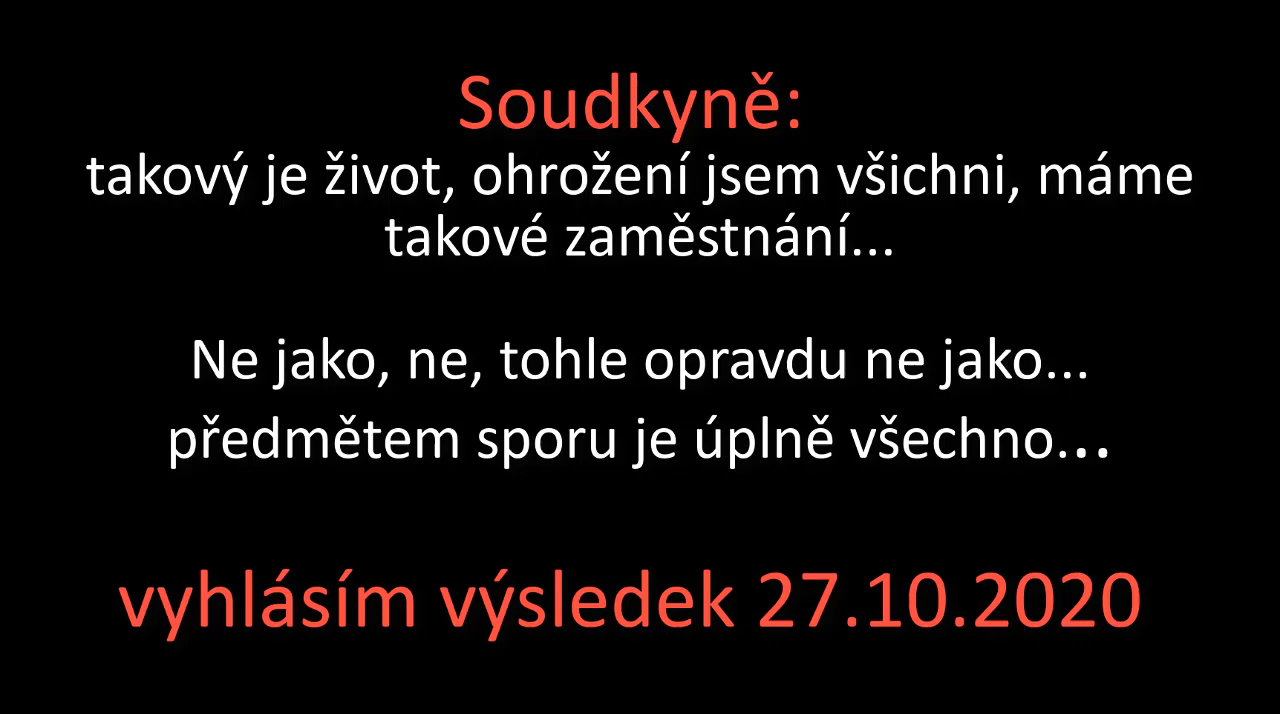 Soudkyně:
takový je život, ohrožení jsem všichni, máme
takové zaměstnání...
Ne jako, ne, tohle opravdu ne jako...
předmětem sporu je úplně všechno...
vyhlásím výsledek 27.10.2020